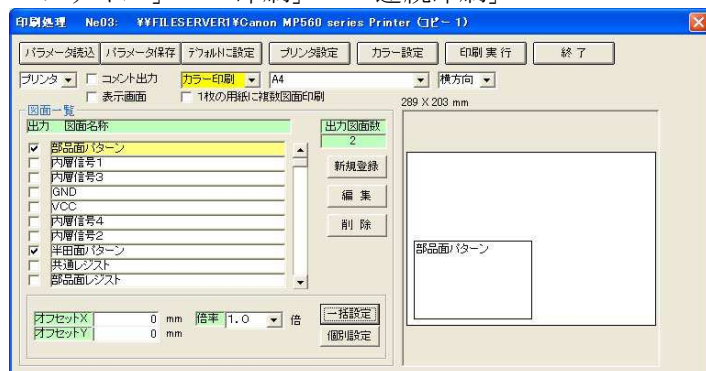 印刷処理 Ne03: ¥¥FILESERVER1¥Canon MP560 series Printer (コピー 1)
パラメータ読込 パラメータ保存 デフォルトに設定 プリンタ設定 カラー設定 印刷実行 終了
プリンタ コメント出力 カラー印刷 A4 横方向
表示画面 1枚の用紙に複数図面印刷
289 X 203 mm
図面一覧
出力 図面名称 出力図面数
2
部品面パターン
内層信号1
新規登録
内層信号3
GND
編集
VCC
内層信号4
削除
内層信号2
半田面パターン
共通レジスト
部品面レジスト
部品面パターン
オフセットX 0 mm 倍率 1.0 倍 一括設定
オフセットY 0 mm 個別設定